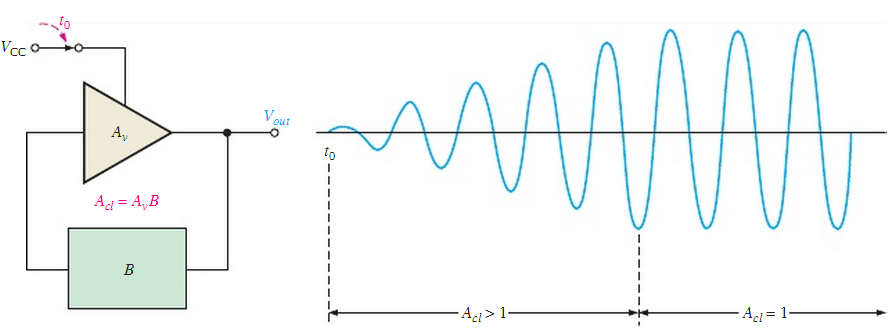 t0
VCC
Av
Vout
Acl = AvB
B
t0
Acl > 1
Acl = 1